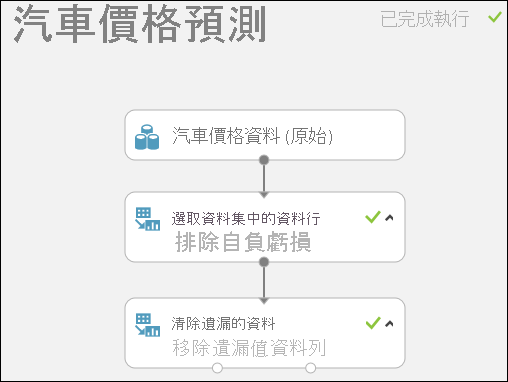 汽車價格預測
已完成執行
汽車價格資料 (原始)
選取資料集中的資料行
排除自負虧損
清除遺漏的資料
移除遺漏值資料列